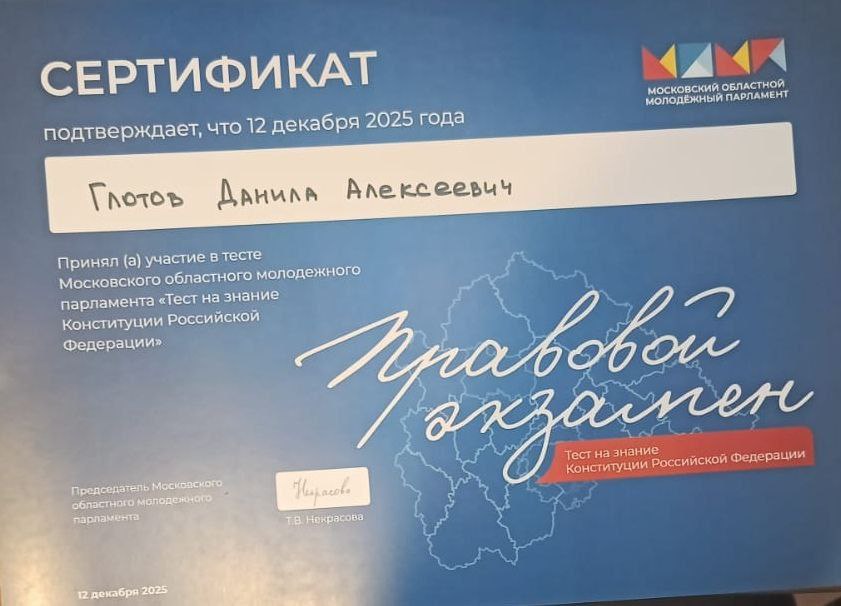 СЕРТИФИКАТ
МОСКОВСКИЙ ОБЛАСТНОЙ
МОЛОДЁЖНЫЙ ПАРЛАМЕНТ
подтверждает, что 12 декабря 2025 года
Глотов Данила Алексеевич
Принял (а) участие в тесте
Московского областного молодежного
парламента «Тест на знание
Конституции Российской
Федерации»
Правовой
экзамен
Тест на знание
Конституции Российской Федерации
Председатель Московского
областного молодежного
парламента
Некрасова
Т.В. Некрасова
12 декабря 2025